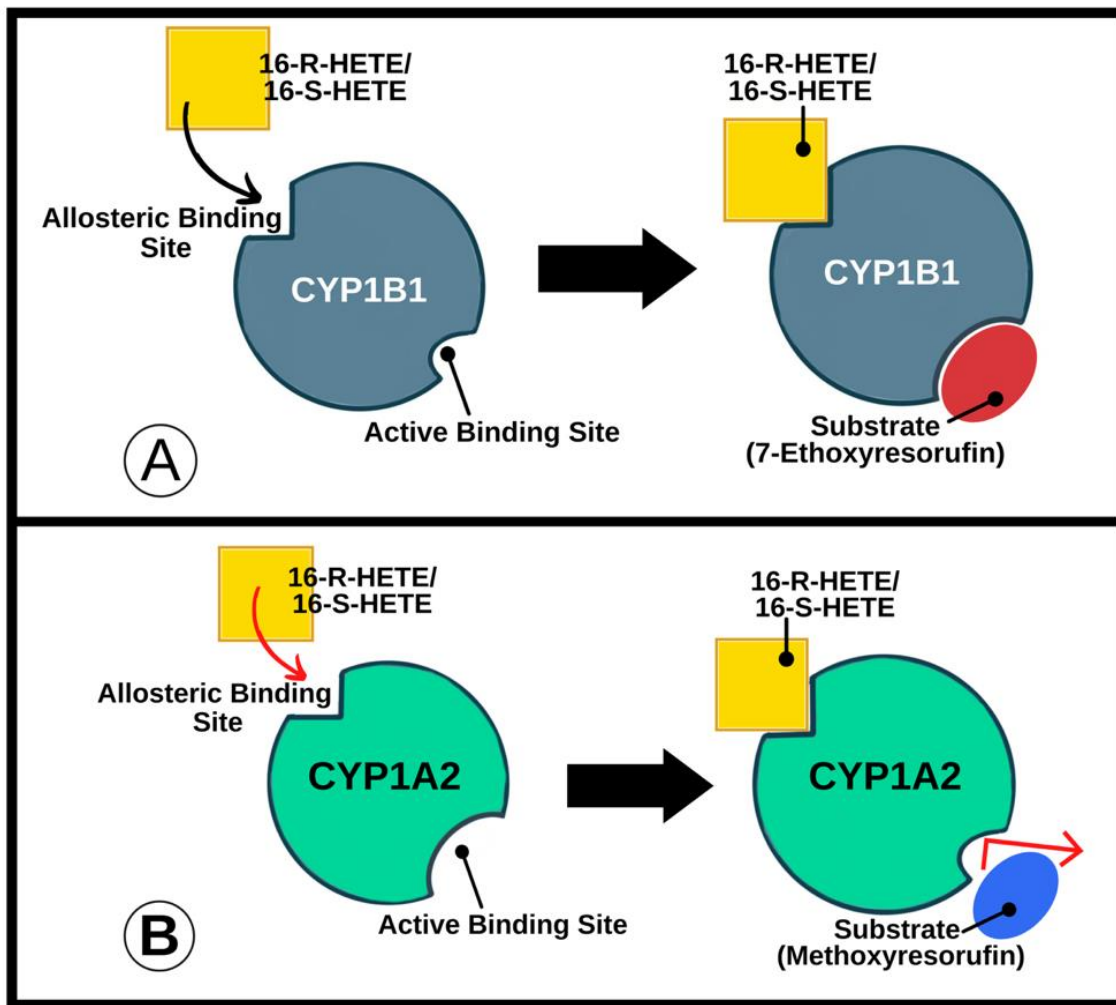 16-R-HETE/
16-S-HETE
Allosteric Binding
Site
CYP1B1
Active Binding Site
16-R-HETE/
16-S-HETE
CYP1B1
Substrate
(7-Ethoxyresorufin)
A
16-R-HETE/
16-S-HETE
Allosteric Binding
Site
CYP1A2
Active Binding Site
16-R-HETE/
16-S-HETE
CYP1A2
Substrate
(Methoxyresorufin)
B